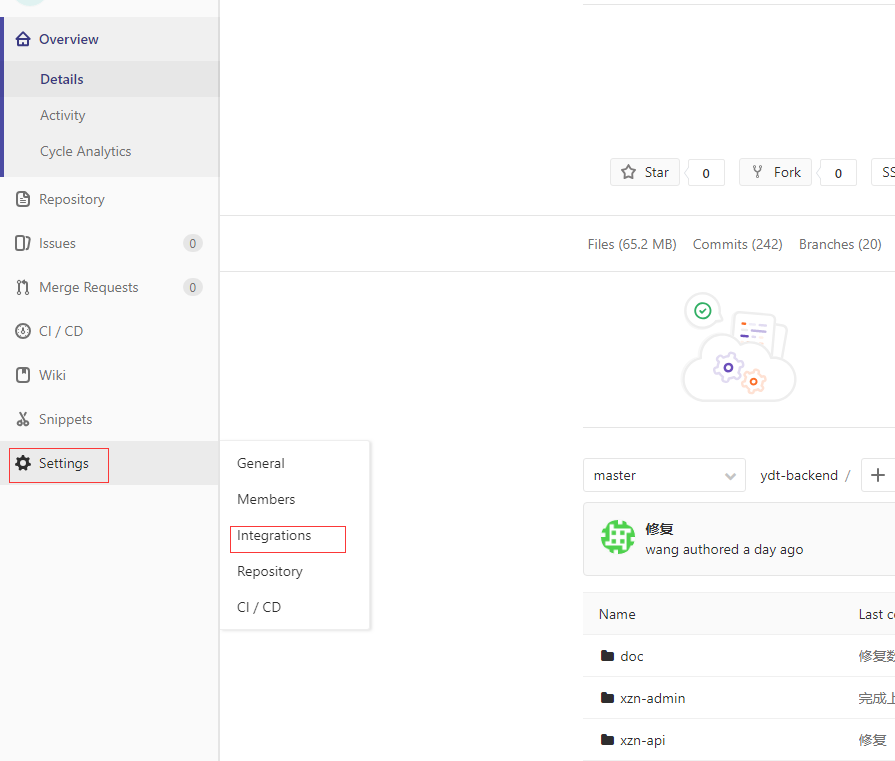 Overview
Details
Activity
Cycle Analytics
Repository
Issues 0
Merge Requests 0
CI / CD
Wiki
Snippets
Settings
General
Members
Integrations
Repository
CI / CD
Star 0 Fork 0 SS
Files (65.2 MB) Commits (242) Branches (20)
master ydt-backend / +
修复
wang authored a day ago
Name Last co
doc 修复数
xzn-admin 完成上
xzn-api 修复